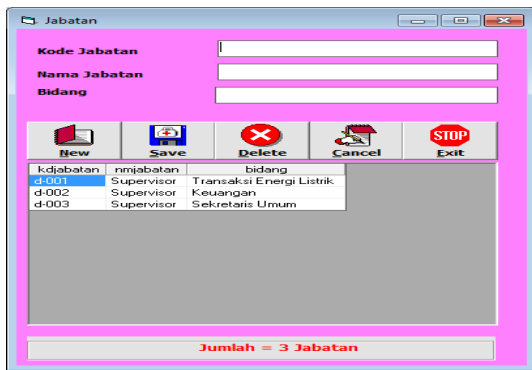 Jabatan
Kode Jabatan
Nama Jabatan
Bidang
New Save Delete Cancel STOP Exit
kdjabatan nmjabatan bidang
d-001 Supervisor Transaksi Energi Listrik
d-002 Supervisor Keuangan
d-003 Supervisor Sekretaris Umum
Jumlah = 3 Jabatan